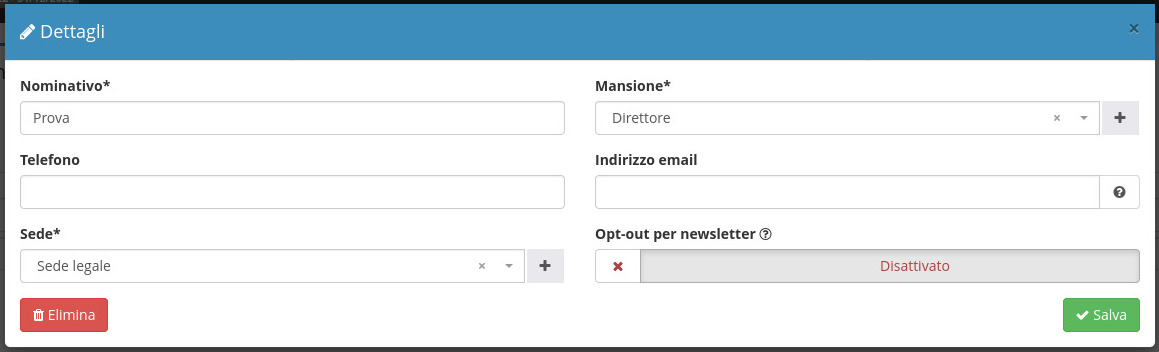 Dettagli
×
Nominativo*
Mansione*
Prova
Direttore × +
Telefono
Indirizzo email
Sede*
Opt-out per newsletter
Sede legale × +
Disattivato
Elimina
Salva